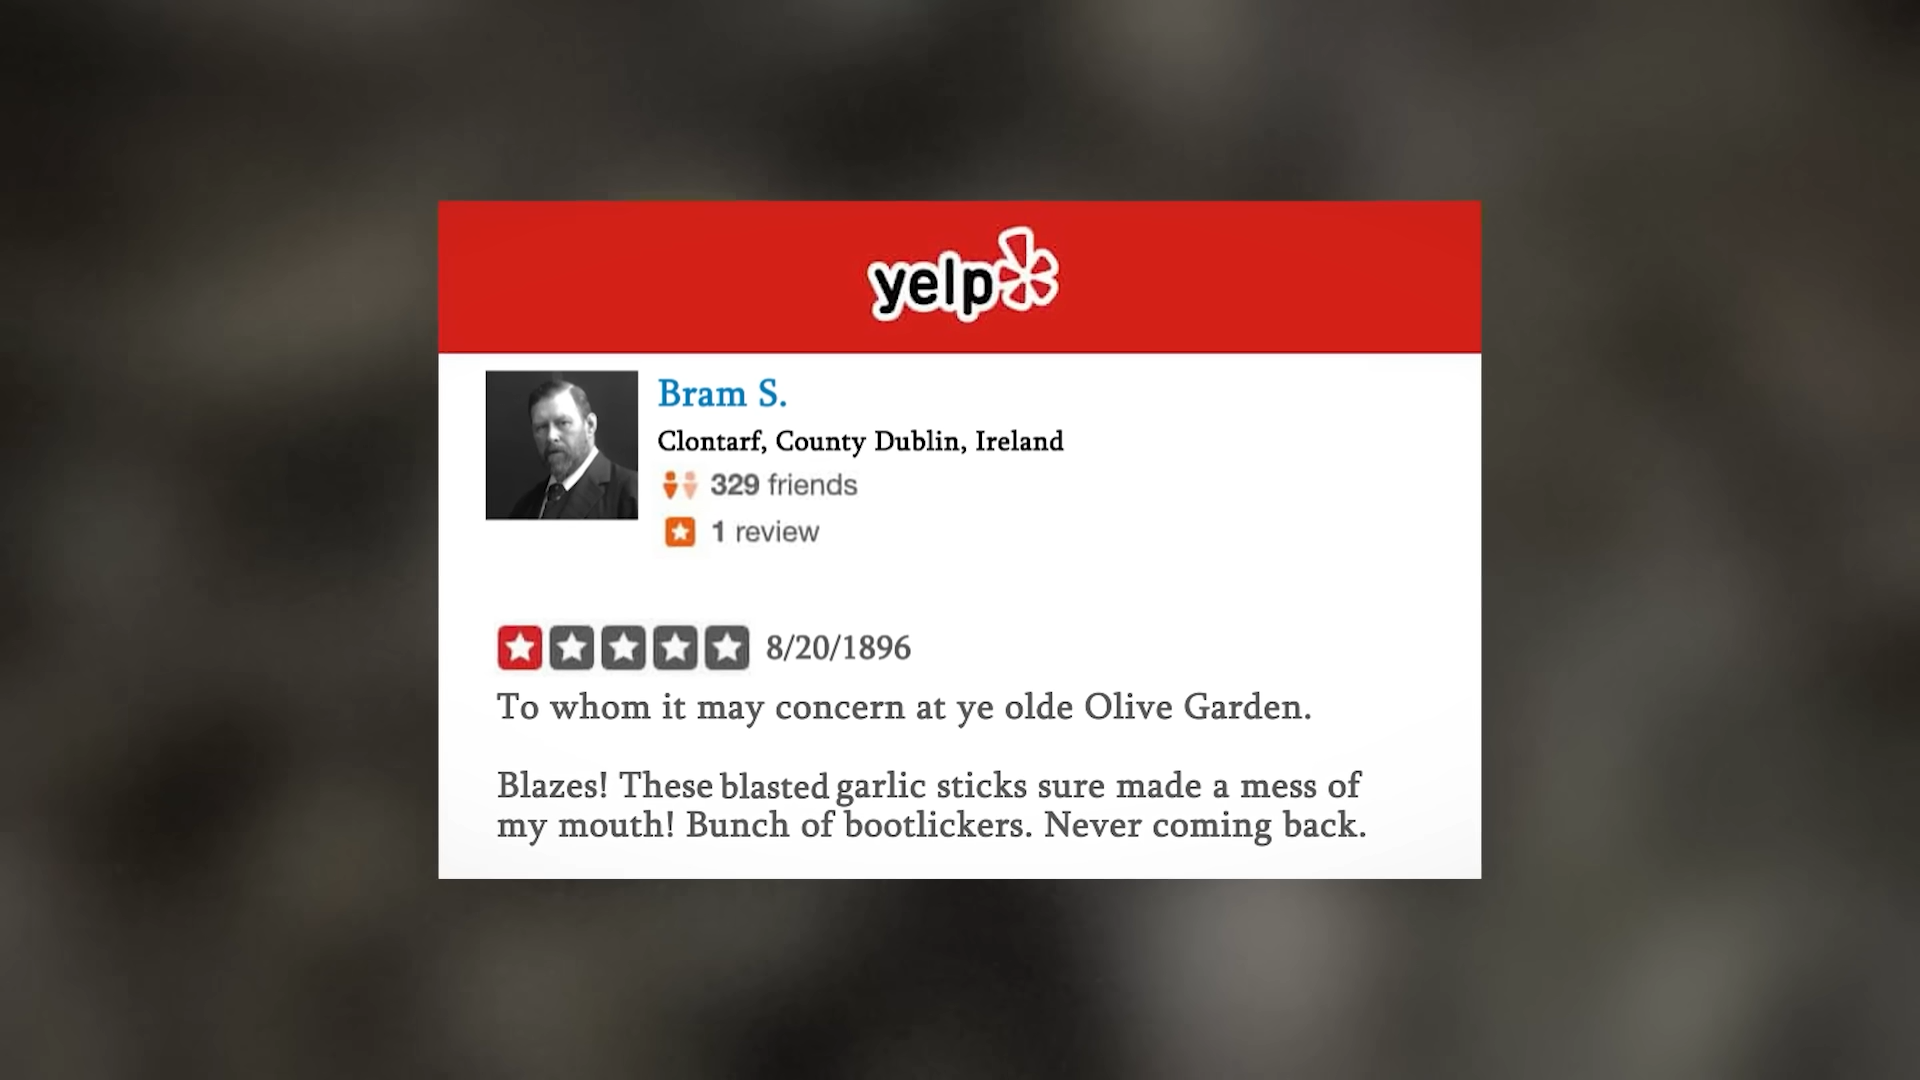 yelp
Bram S.
Clontarf, County Dublin, Ireland
329 friends
1 review
8/20/1896
To whom it may concern at ye olde Olive Garden.
Blazes! These blasted garlic sticks sure made a mess of
my mouth! Bunch of bootlickers. Never coming back.